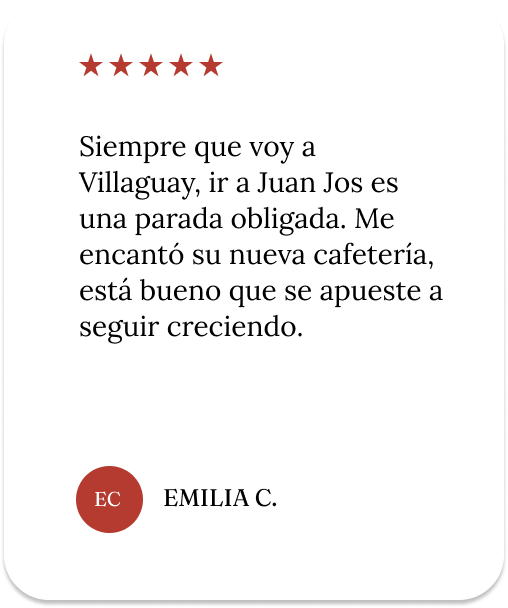 ★★★★★
Siempre que voy a
Villaguay, ir a Juan Jos es
una parada obligada. Me
encantó su nueva cafetería,
está bueno que se apueste a
seguir creciendo.
EC
EMILIA C.